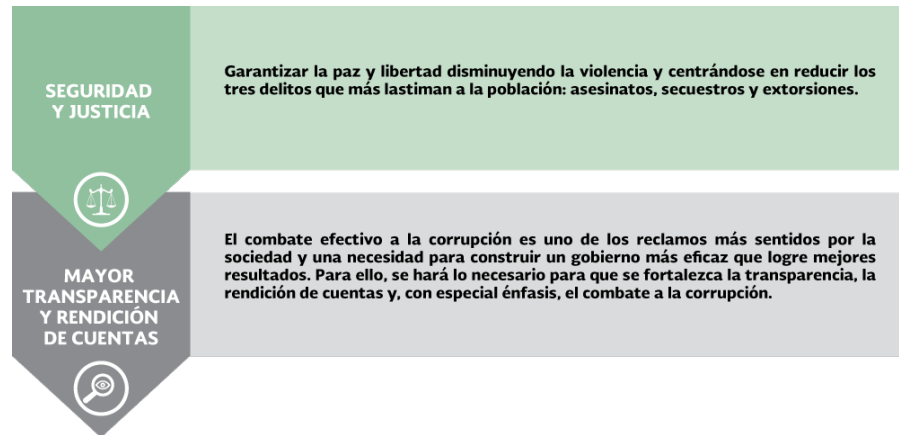 SEGURIDAD
Y JUSTICIA
Garantizar la paz y libertad disminuyendo la violencia y centrándose en reducir los
tres delitos que más lastiman a la población: asesinatos, secuestros y extorsiones.
MAYOR
TRANSPARENCIA
Y RENDICIÓN
DE CUENTAS
El combate efectivo a la corrupción es uno de los reclamos más sentidos por la
sociedad y una necesidad para construir un gobierno más eficaz que logre mejores
resultados. Para ello, se hará lo necesario para que se fortalezca la transparencia, la
rendición de cuentas y, con especial énfasis, el combate a la corrupción.